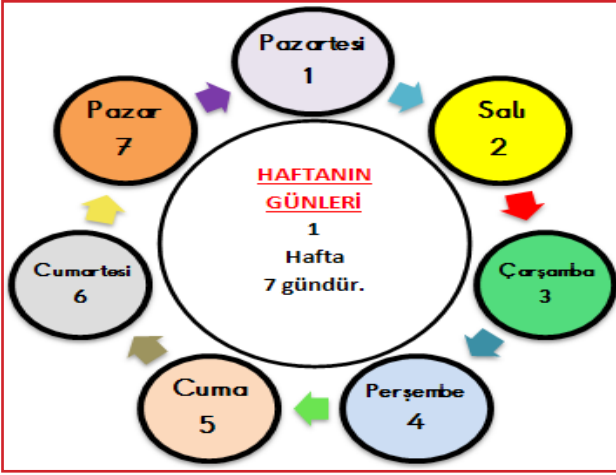 Pazartesi
1
Salı
2
Çarşamba
3
Perşembe
4
Cuma
5
Cumartesi
6
Pazar
7
HAFTANIN
GÜNLERİ
1
Hafta
7 gündür.